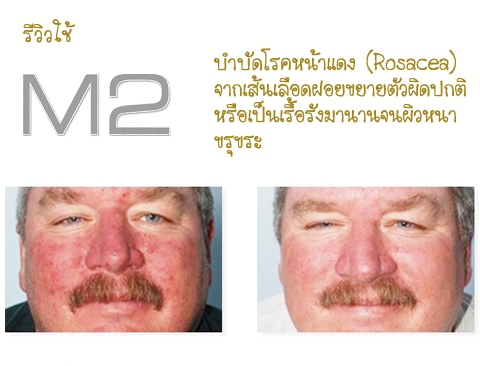 รีวิวใช้
M2
บำบัดโรคหน้าแดง (Rosacea)
จากเส้นเลือดฝอยขยายตัวผิดปกติ
หรือเป็นเรื้อรังมานานจนผิวหนา
ขรุขระ